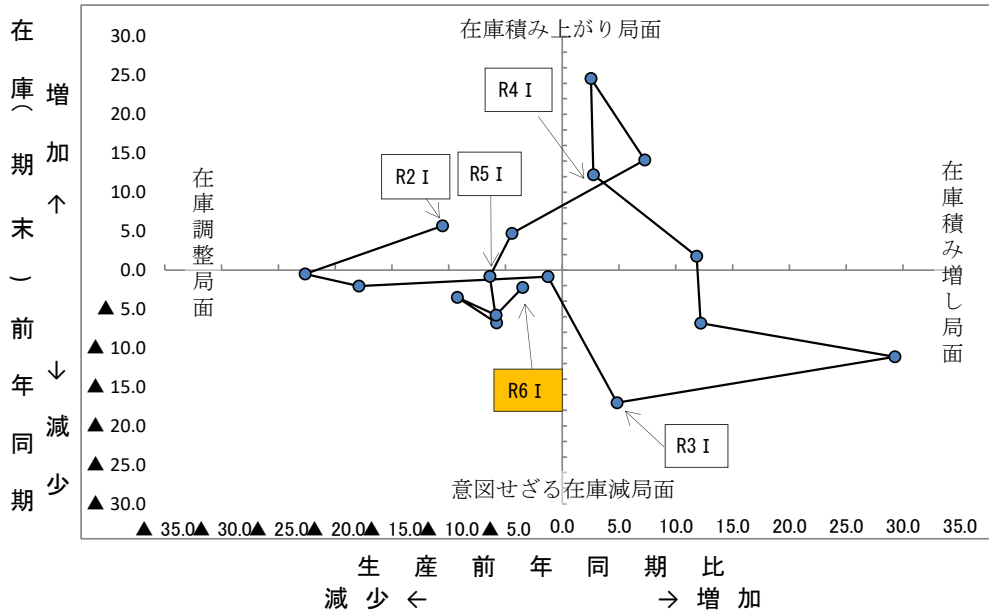 在庫（期末）前年同期
増加↑
↓減少
30.0
25.0
20.0
15.0
10.0
5.0
0.0
▲ 5.0
▲ 10.0
▲ 15.0
▲ 20.0
▲ 25.0
▲ 30.0
在庫積み上がり局面
R4Ⅰ
R2Ⅰ
R5Ⅰ
在庫調整局面
在庫積み増し局面
R6Ⅰ
R3Ⅰ
意図せざる在庫減局面
▲ 35.0 ▲ 30.0 ▲ 25.0 ▲ 20.0 ▲ 15.0 ▲ 10.0 ▲ 5.0 0.0 5.0 10.0 15.0 20.0 25.0 30.0 35.0
生産前年同期比
減少← →増加